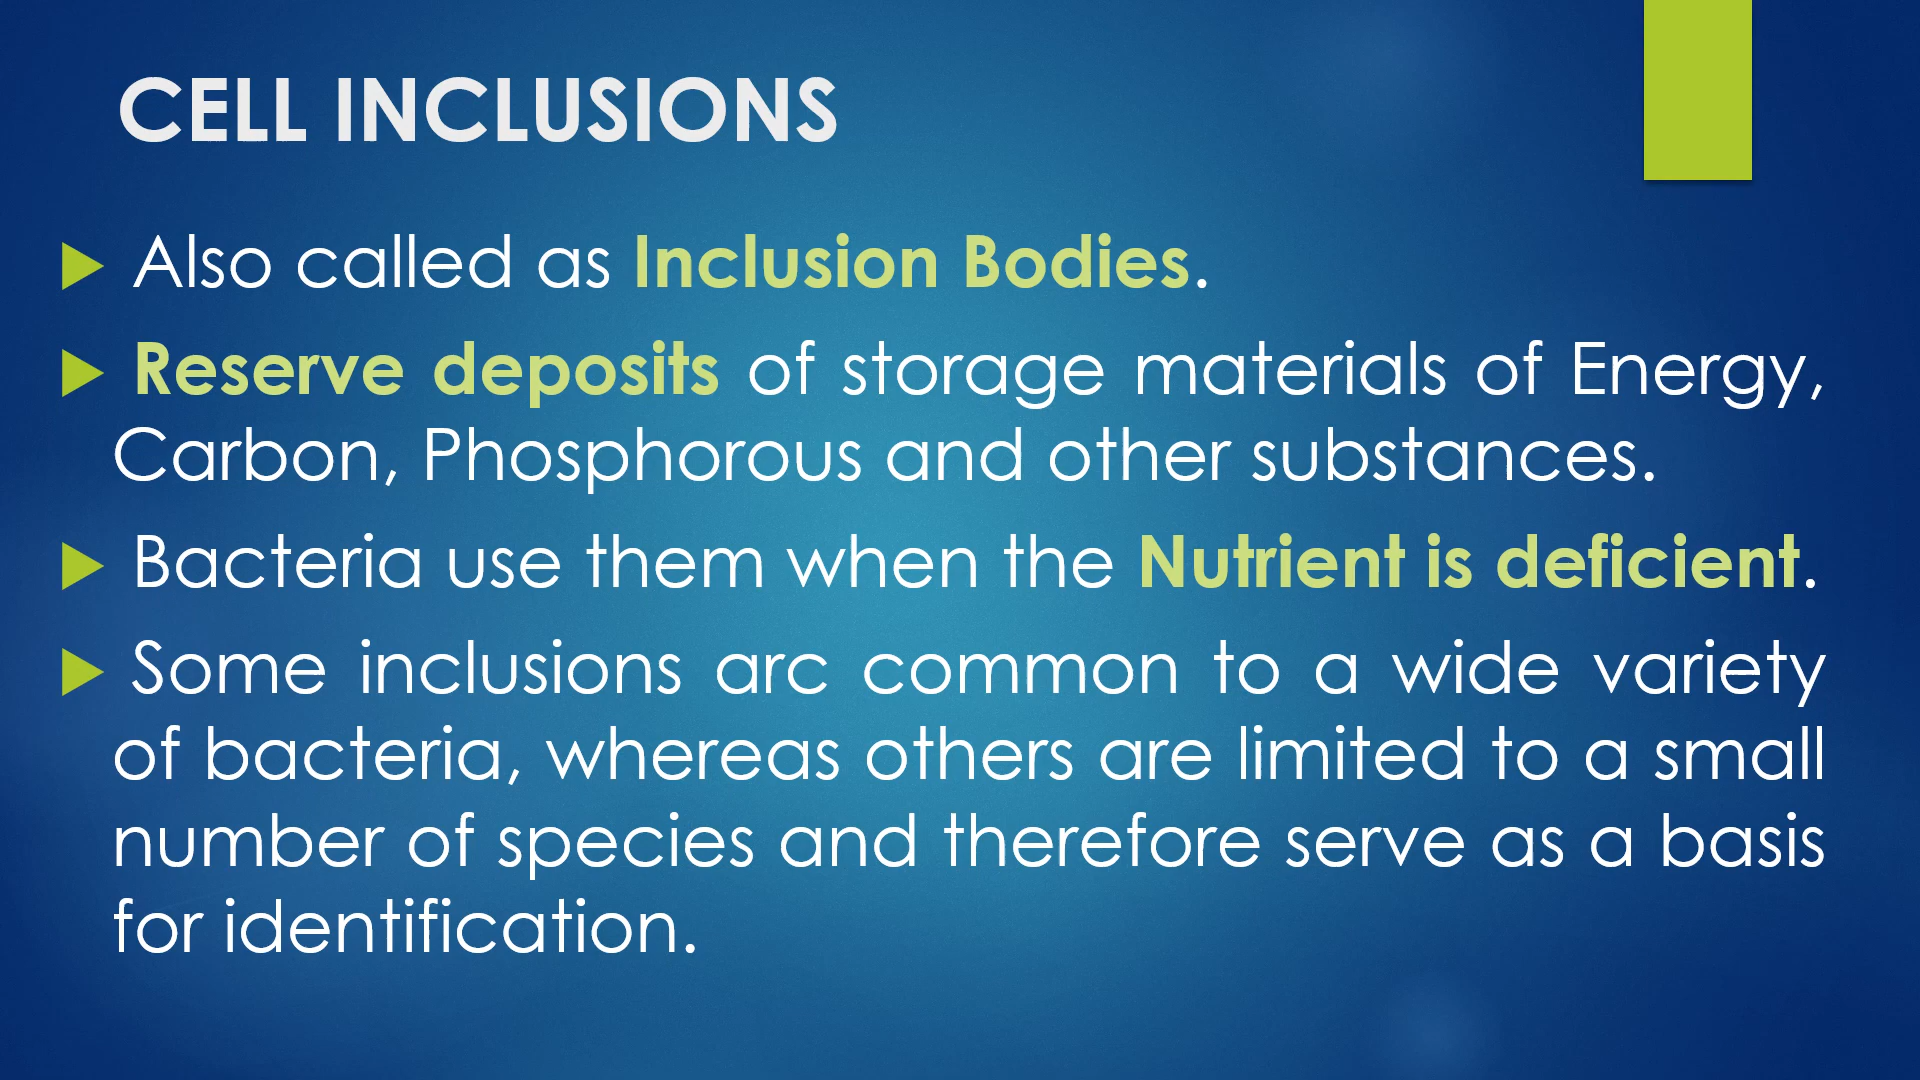 CELL INCLUSIONS
Also called as Inclusion Bodies.
Reserve deposits of storage materials of Energy,
Carbon, Phosphorous and other substances.
Bacteria use them when the Nutrient is deficient.
Some inclusions arc common to a wide variety
of bacteria, whereas others are limited to a small
number of species and therefore serve as a basis
for identification.